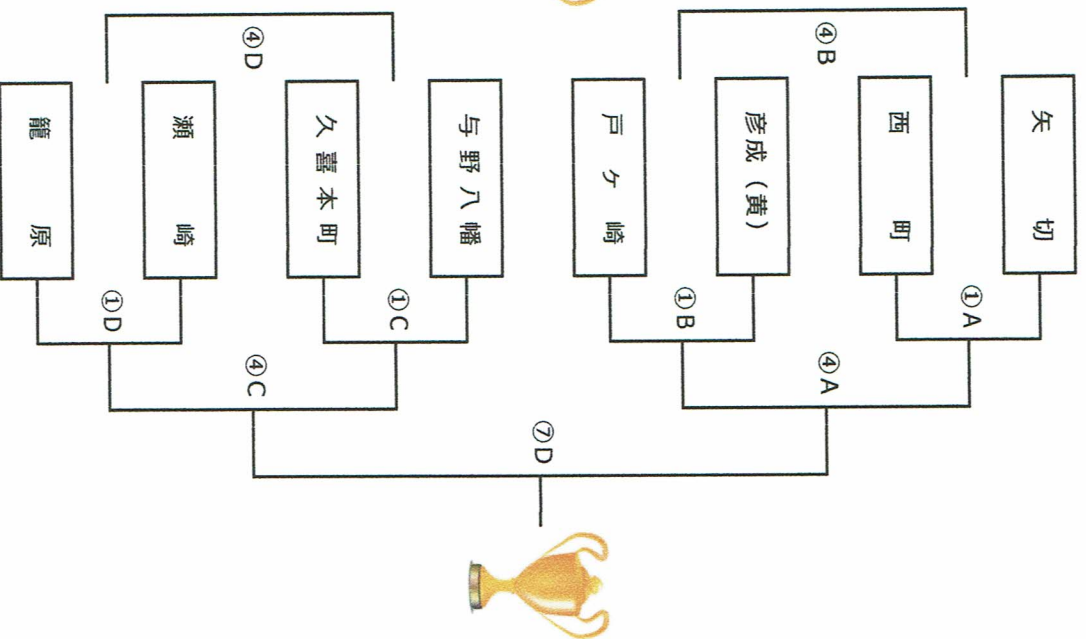 矢切
西町
彦成（黄）
戸ヶ崎
与野八幡
久喜本町
瀬崎
籠原
①A
①B
①C
①D
④A
④B
④C
④D
⑦D